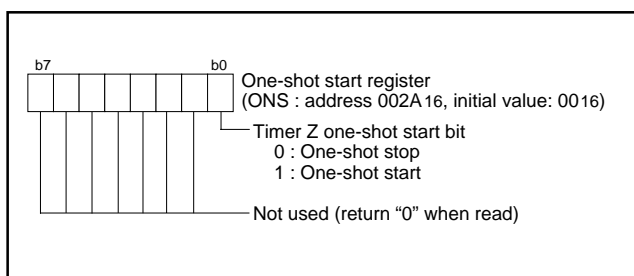 b7 b0
One-shot start register
(ONS : address 002A16, initial value: 0016)
Timer Z one-shot start bit
0 : One-shot stop
1 : One-shot start
Not used (return “0” when read)